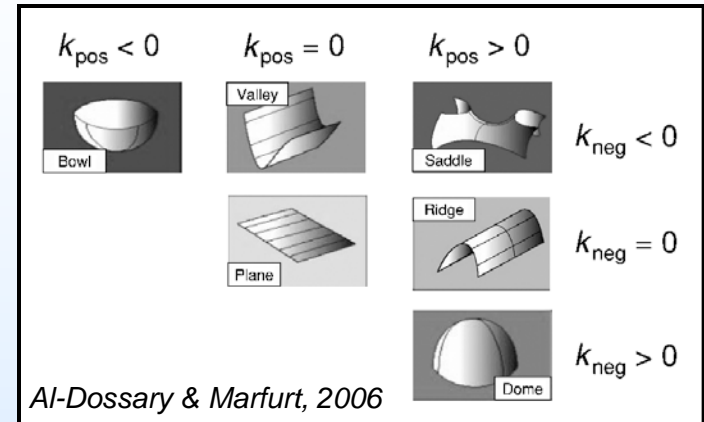 k_pos < 0
k_pos = 0
k_pos > 0
Bowl
Valley
Saddle
k_neg < 0
Plane
Ridge
k_neg = 0
Dome
k_neg > 0
Al-Dossary & Marfurt, 2006